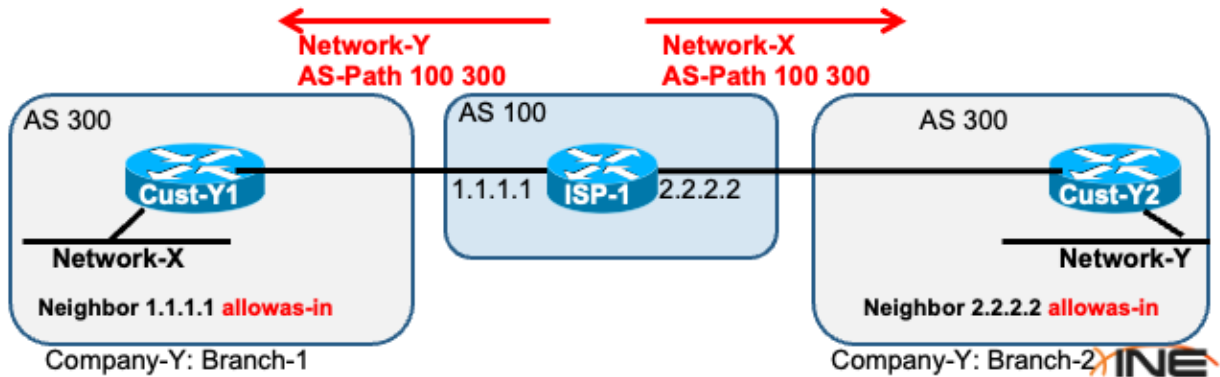 Network-Y
AS-Path 100 300
Network-X
AS-Path 100 300
AS 300
AS 100
AS 300
Cust-Y1
1.1.1.1
ISP-1
2.2.2.2
Cust-Y2
Network-X
Network-Y
Neighbor 1.1.1.1 allowas-in
Neighbor 2.2.2.2 allowas-in
Company-Y: Branch-1
Company-Y: Branch-2
INE